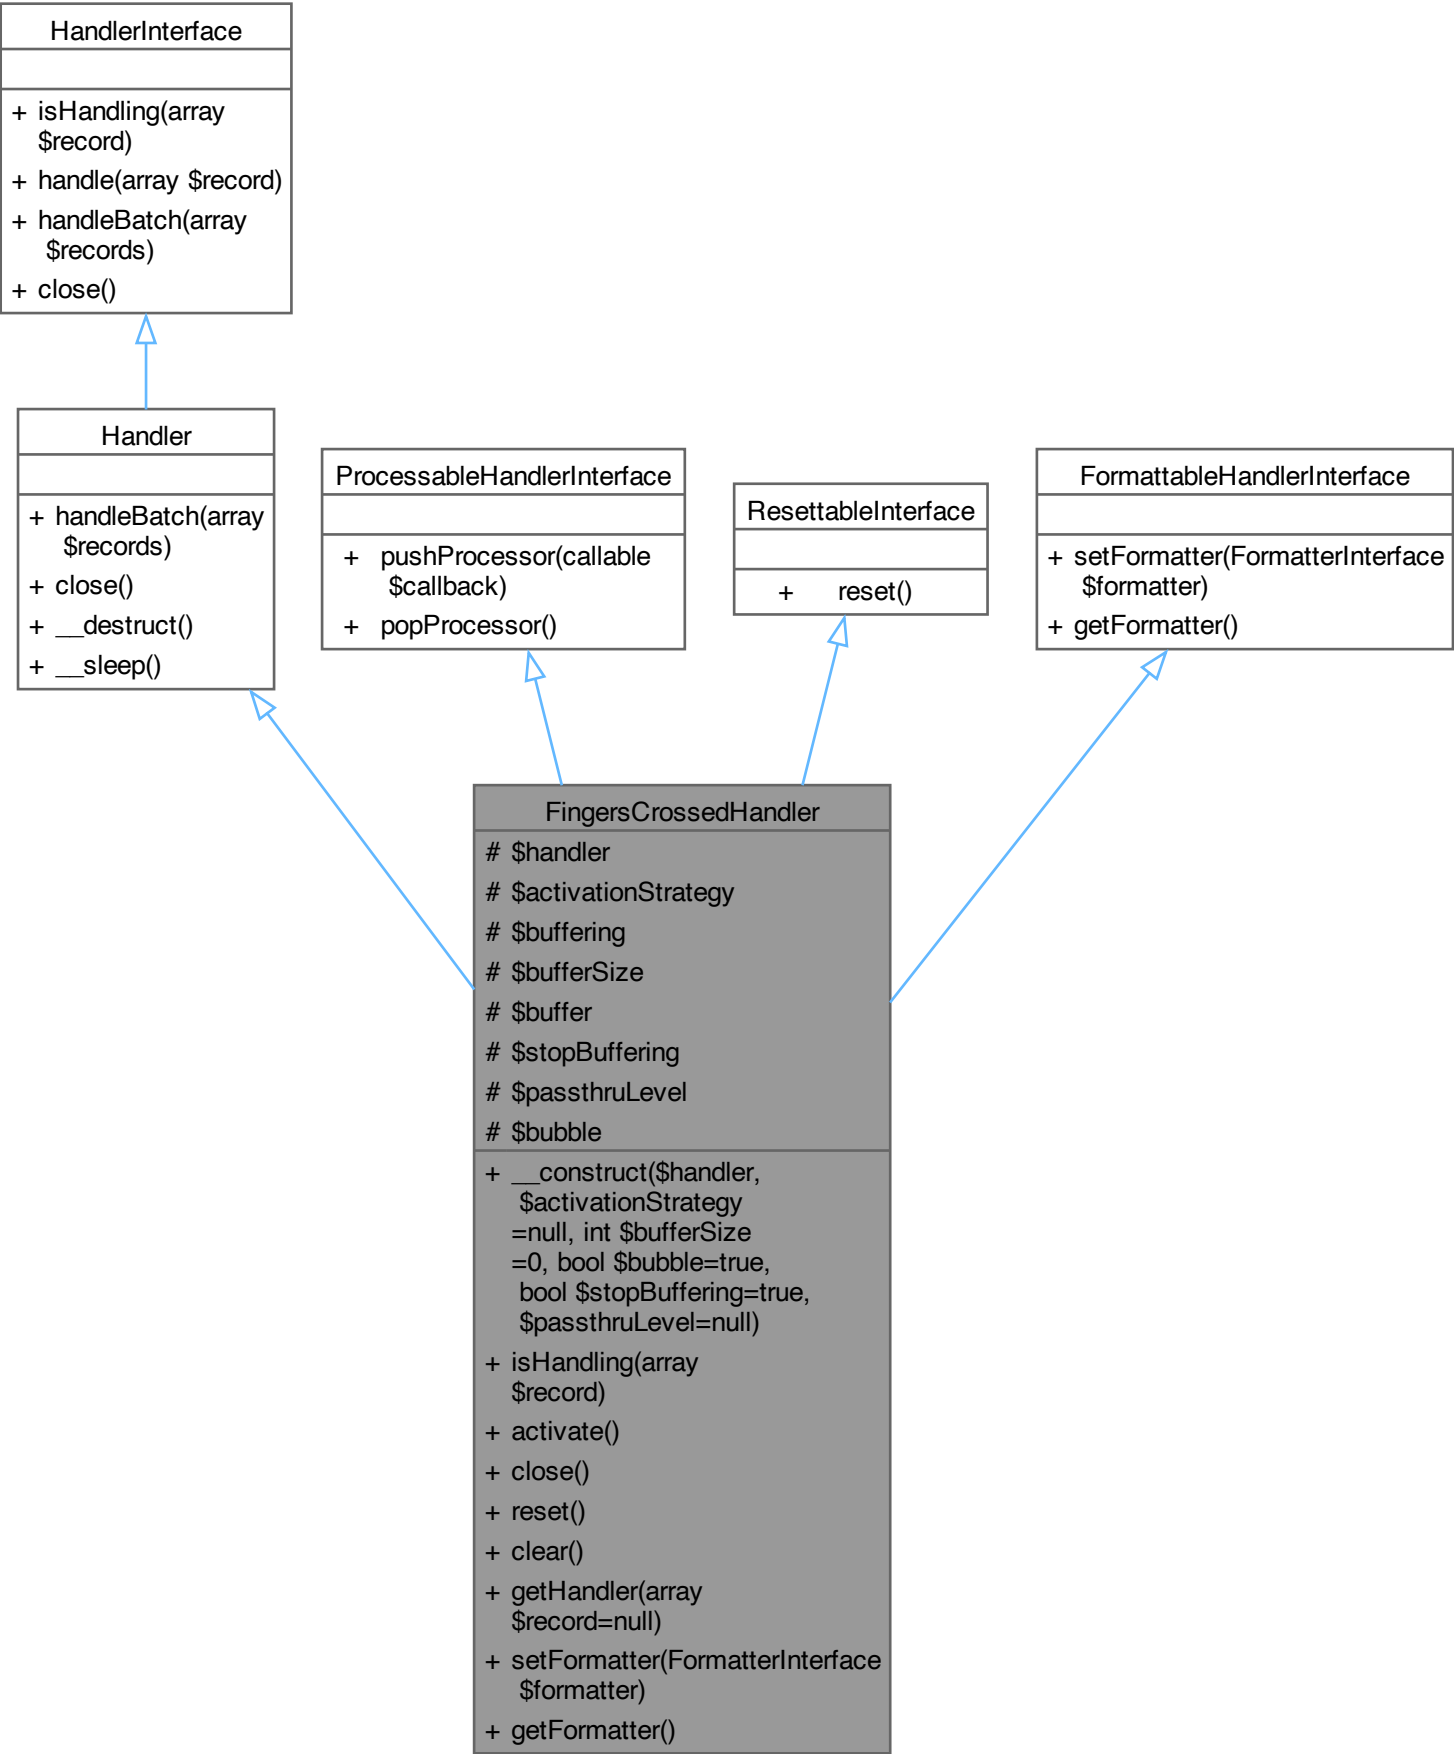 HandlerInterface
+ isHandling(array
$record)
+ handle(array $record)
+ handleBatch(array
$records)
+ close()
Handler
+ handleBatch(array
$records)
+ close()
+ __destruct()
+ __sleep()
ProcessableHandlerInterface
+ pushProcessor(callable
$callback)
+ popProcessor()
ResettableInterface
+ reset()
FormattableHandlerInterface
+ setFormatter(FormatterInterface
$formatter)
+ getFormatter()
FingersCrossedHandler
# $handler
# $activationStrategy
# $buffering
# $bufferSize
# $buffer
# $stopBuffering
# $passthruLevel
# $bubble
+ __construct($handler,
$activationStrategy
=null, int $bufferSize
=0, bool $bubble=true,
bool $stopBuffering=true,
$passthruLevel=null)
+ isHandling(array
$record)
+ activate()
+ close()
+ reset()
+ clear()
+ getHandler(array
$record=null)
+ setFormatter(FormatterInterface
$formatter)
+ getFormatter()